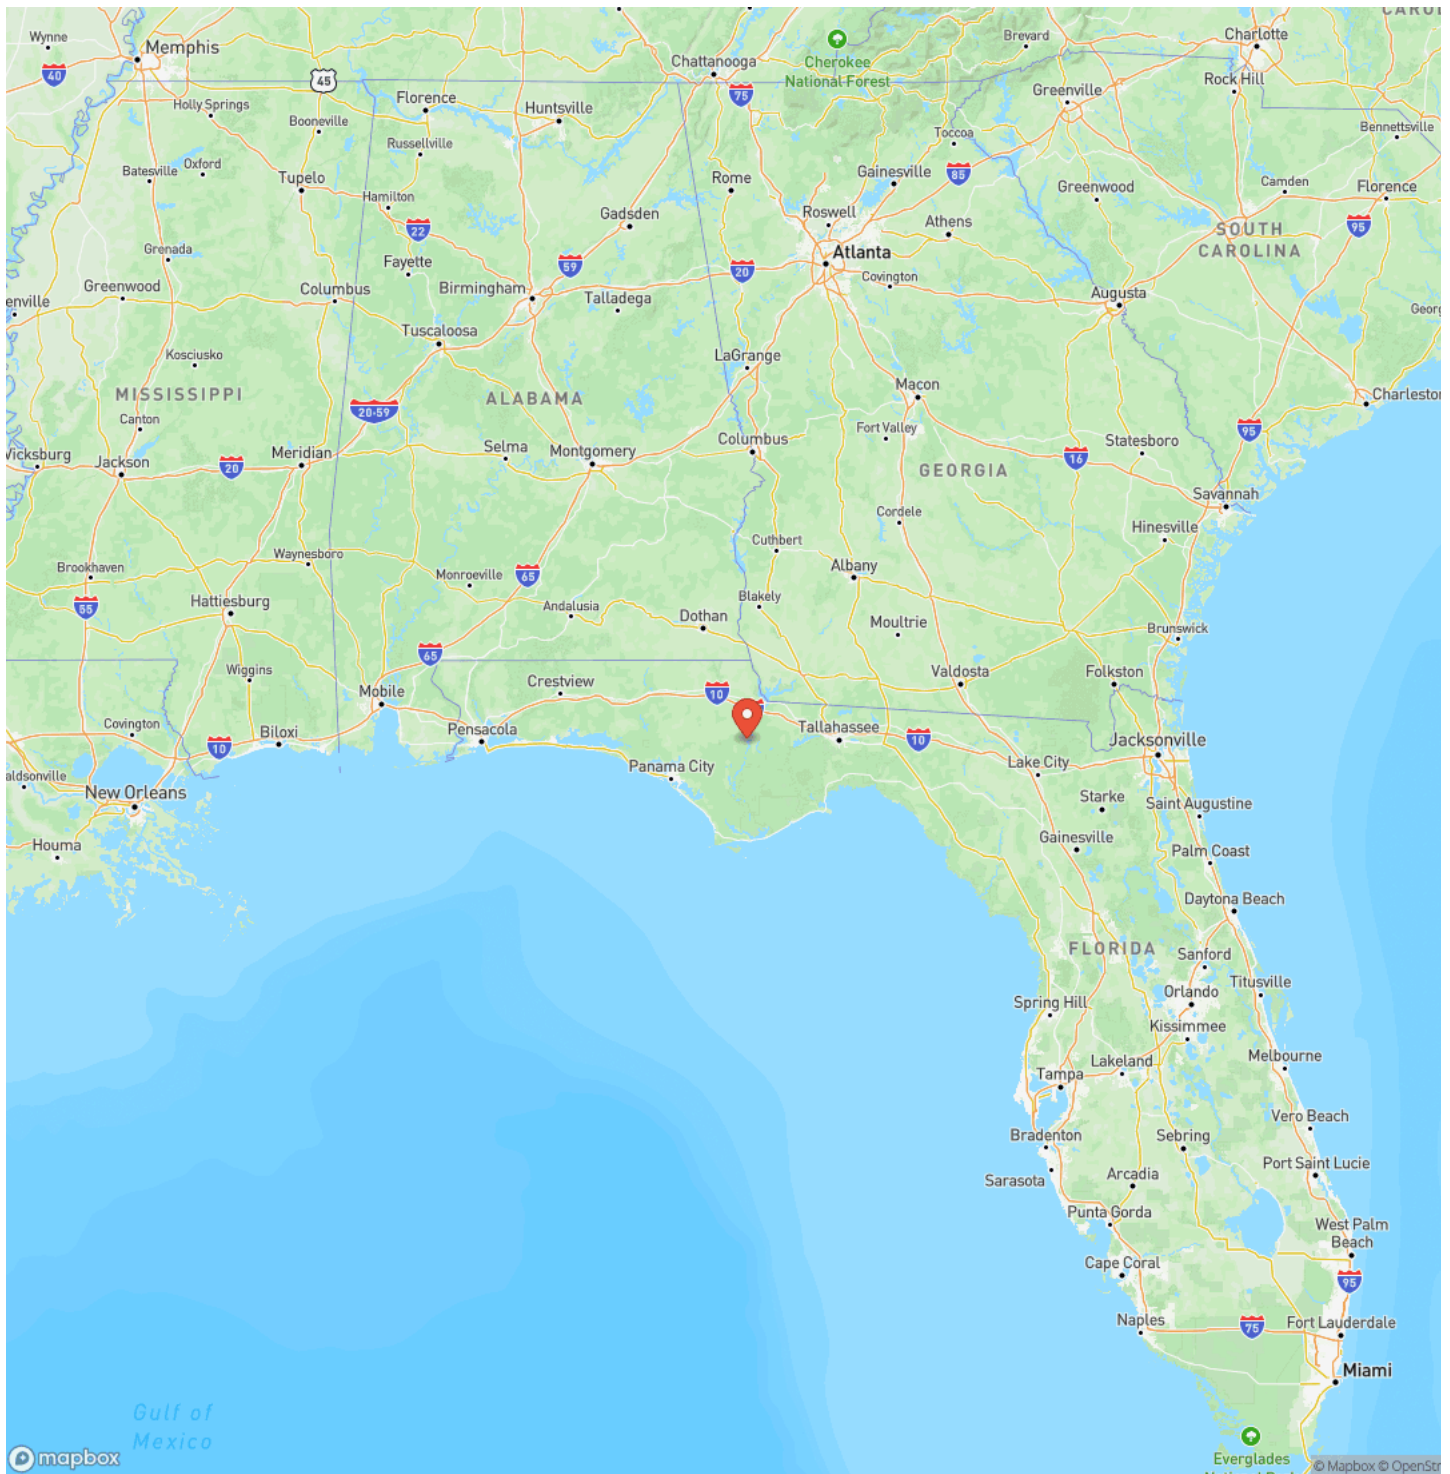 CAROL
Wynne
Memphis
40
45
Holly Springs
Booneville
Florence
Huntsville
Russellville
Chattanooga
75
Cherokee
National Forest
Brevard
Charlotte
Rock Hill
Greenville
Toccoa
Bennettsville
Batesville
Oxford
Tupelo
Hamilton
22
Gadsden
Rome
Gainesville
85
Roswell
Athens
Greenwood
Camden
Florence
95
SOUTH
CAROLINA
Grenada
Greenwood
enville
Fayette
Columbus
Birmingham
59
Talladega
20
Atlanta
Covington
Augusta
Georg
Tuscaloosa
Kosciusko
MISSISSIPPI
Canton
20-59
ALABAMA
LaGrange
Macon
Fort Valley
Charleston
95
Vicksburg
Jackson
20
Meridian
Selma
Montgomery
Columbus
GEORGIA
16
Statesboro
Savannah
Hinesville
Cordele
Cuthbert
Albany
Waynesboro
Brookhaven
55
Hattiesburg
Monroeville
65
Andalusia
Dothan
Blakely
Moultrie
Brunswick
65
Wiggins
Mobile
Crestview
10
Valdosta
Folkston
Covington
10
Biloxi
Pensacola
Tallahassee
10
Jacksonville
aldsonville
New Orleans
Panama City
Lake City
Starke
Saint Augustine
Houma
Gainesville
Palm Coast
Daytona Beach
FLORIDA
Sanford
Titusville
Spring Hill
Orlando
Kissimmee
Melbourne
Lakeland
Tampa
Vero Beach
Bradenton
Sebring
Port Saint Lucie
Sarasota
Arcadia
Punta Gorda
West Palm
Beach
Cape Coral
95
Naples
75
Fort Lauderdale
Miami
Gulf of
Mexico
Everglades
mapbox
© Mapbox © OpenStr